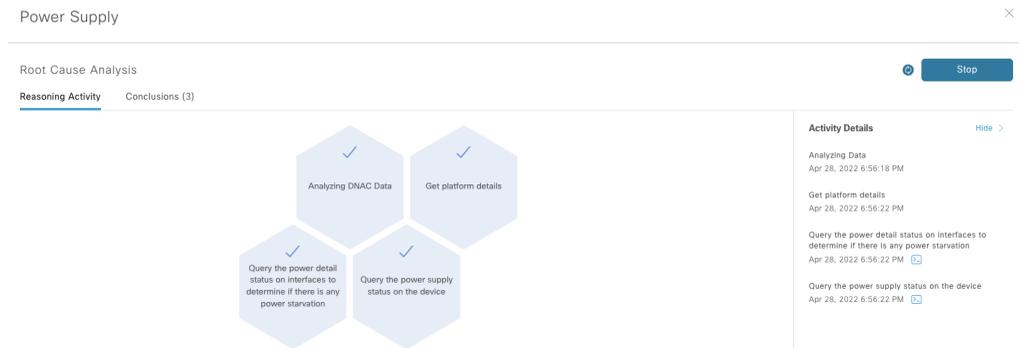 Power Supply
Root Cause Analysis
Stop
Reasoning Activity
Conclusions (3)
Analyzing DNAC Data
Get platform details
Query the power detail
status on interfaces to
determine if there is any
power starvation
Query the power supply
status on the device
Activity Details
Hide
Analyzing Data
Apr 28, 2022 6:56:18 PM
Get platform details
Apr 28, 2022 6:56:22 PM
Query the power detail status on interfaces to
determine if there is any power starvation
Apr 28, 2022 6:56:22 PM
Query the power supply status on the device
Apr 28, 2022 6:56:22 PM